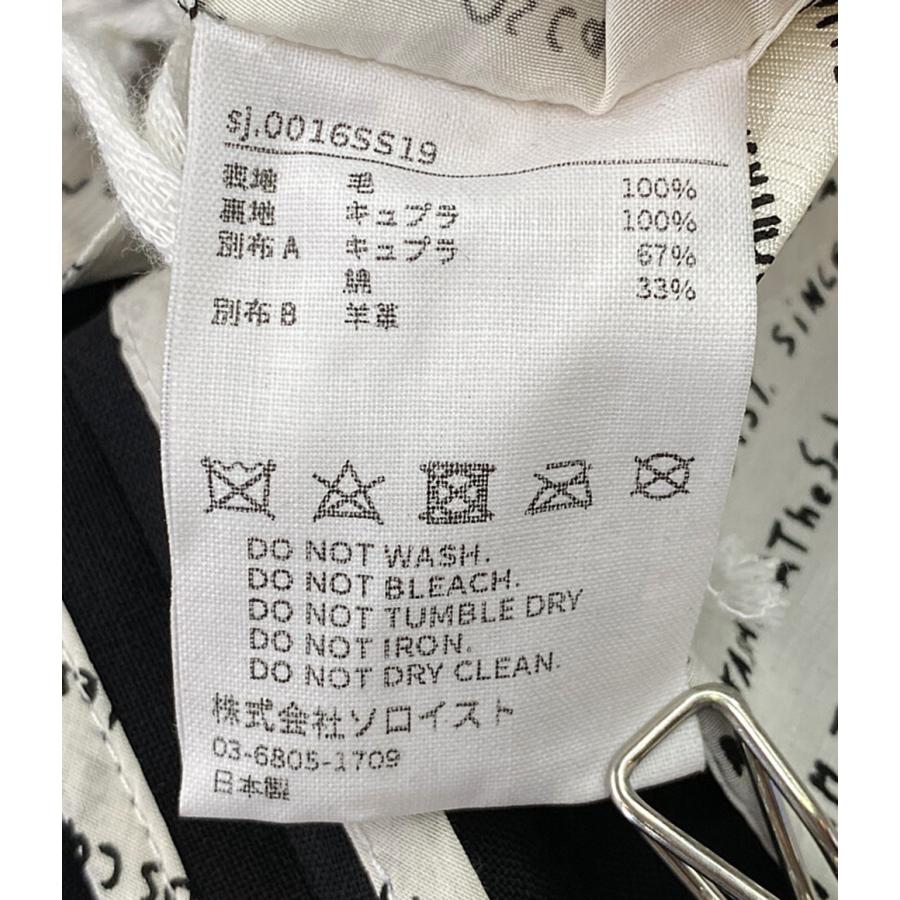 sj.0016SS19
表地 毛 100%
裏地 キュプラ 100%
別布A キュプラ 67%
綿 33%
別布B 羊革
DO NOT WASH.
DO NOT BLEACH.
DO NOT TUMBLE DRY
DO NOT IRON.
DO NOT DRY CLEAN.
株式会社ソロイスト
03-6805-1709
日本製